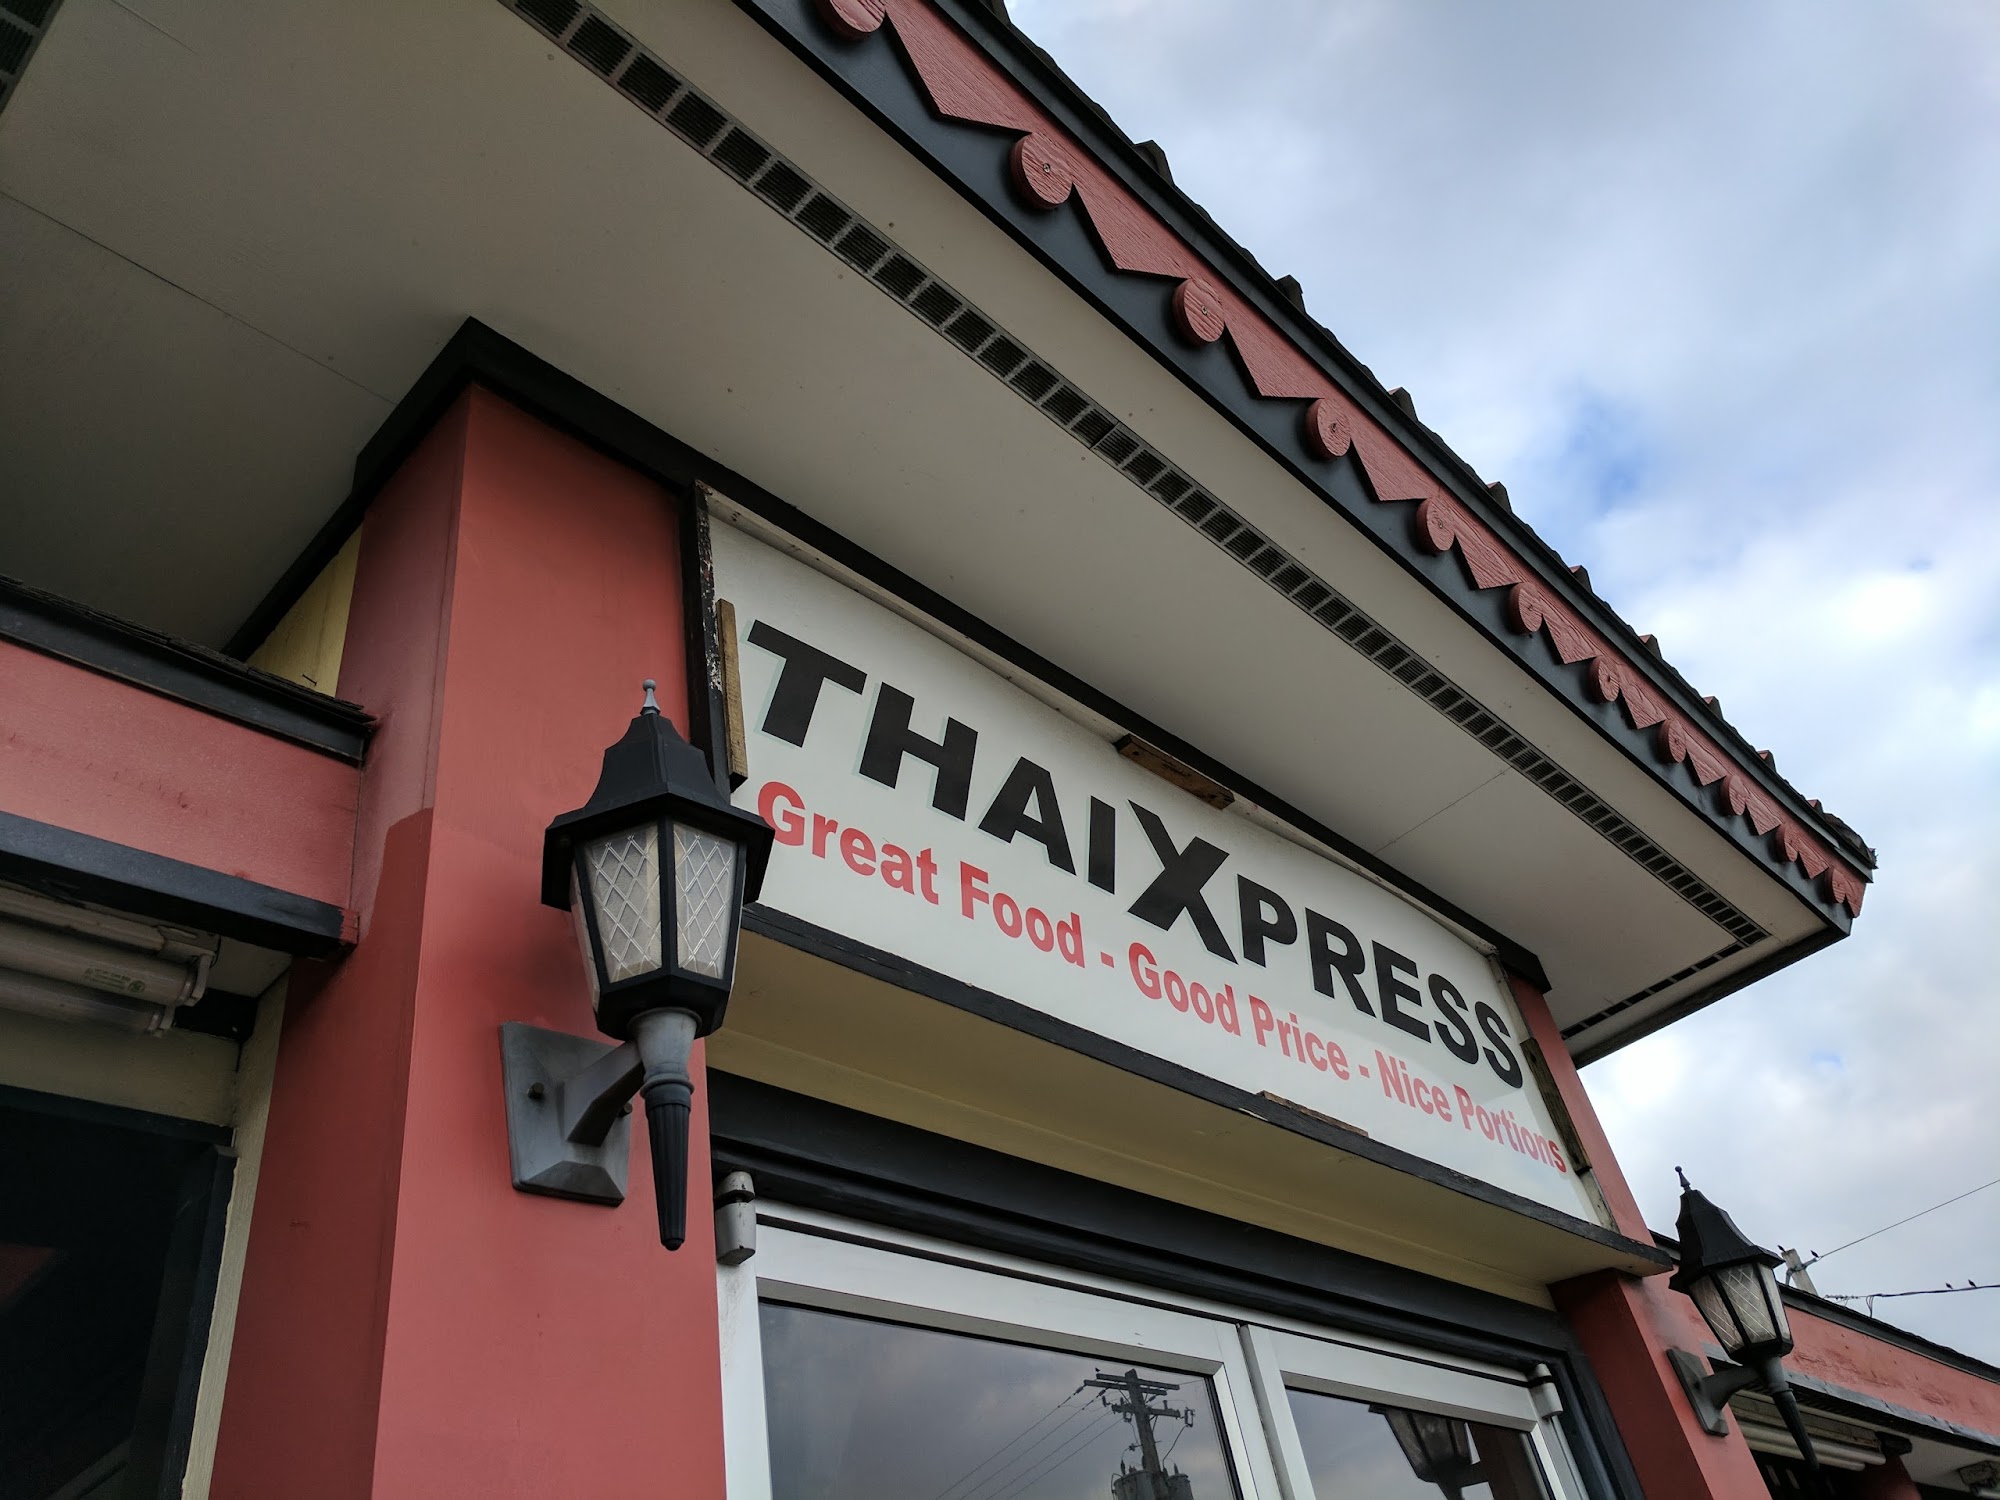 THAIXPRESS
Great Food - Good Price - Nice Portions